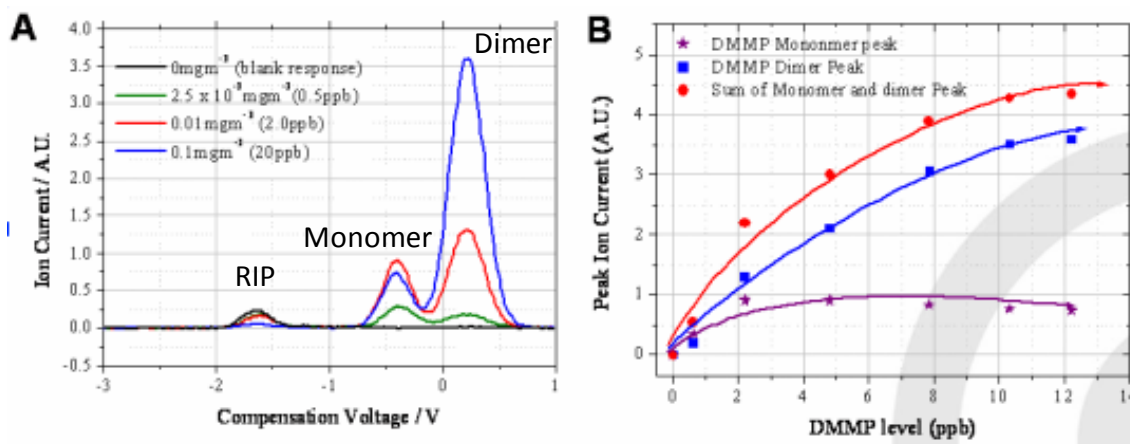 A
Dimer
0mgm⁻³ (blank response)
2.5 x 10⁻³mgm⁻³ (0.5ppb)
0.01mgm⁻³ (2.0ppb)
0.1mgm⁻³ (20ppb)
Monomer
RIP
Ion Current / A.U.
4.0
3.5
3.0
2.5
2.0
1.5
1.0
0.5
0.0
-0.5
-3
-2
-1
0
1
Compensation Voltage / V
B
DMMP Mononmer peak
DMMP Dimer Peak
Sum of Monomer and dimer Peak
Peak Ion Current (A.U.)
5
4
3
2
1
0
0
2
4
6
8
10
12
14
DMMP level (ppb)